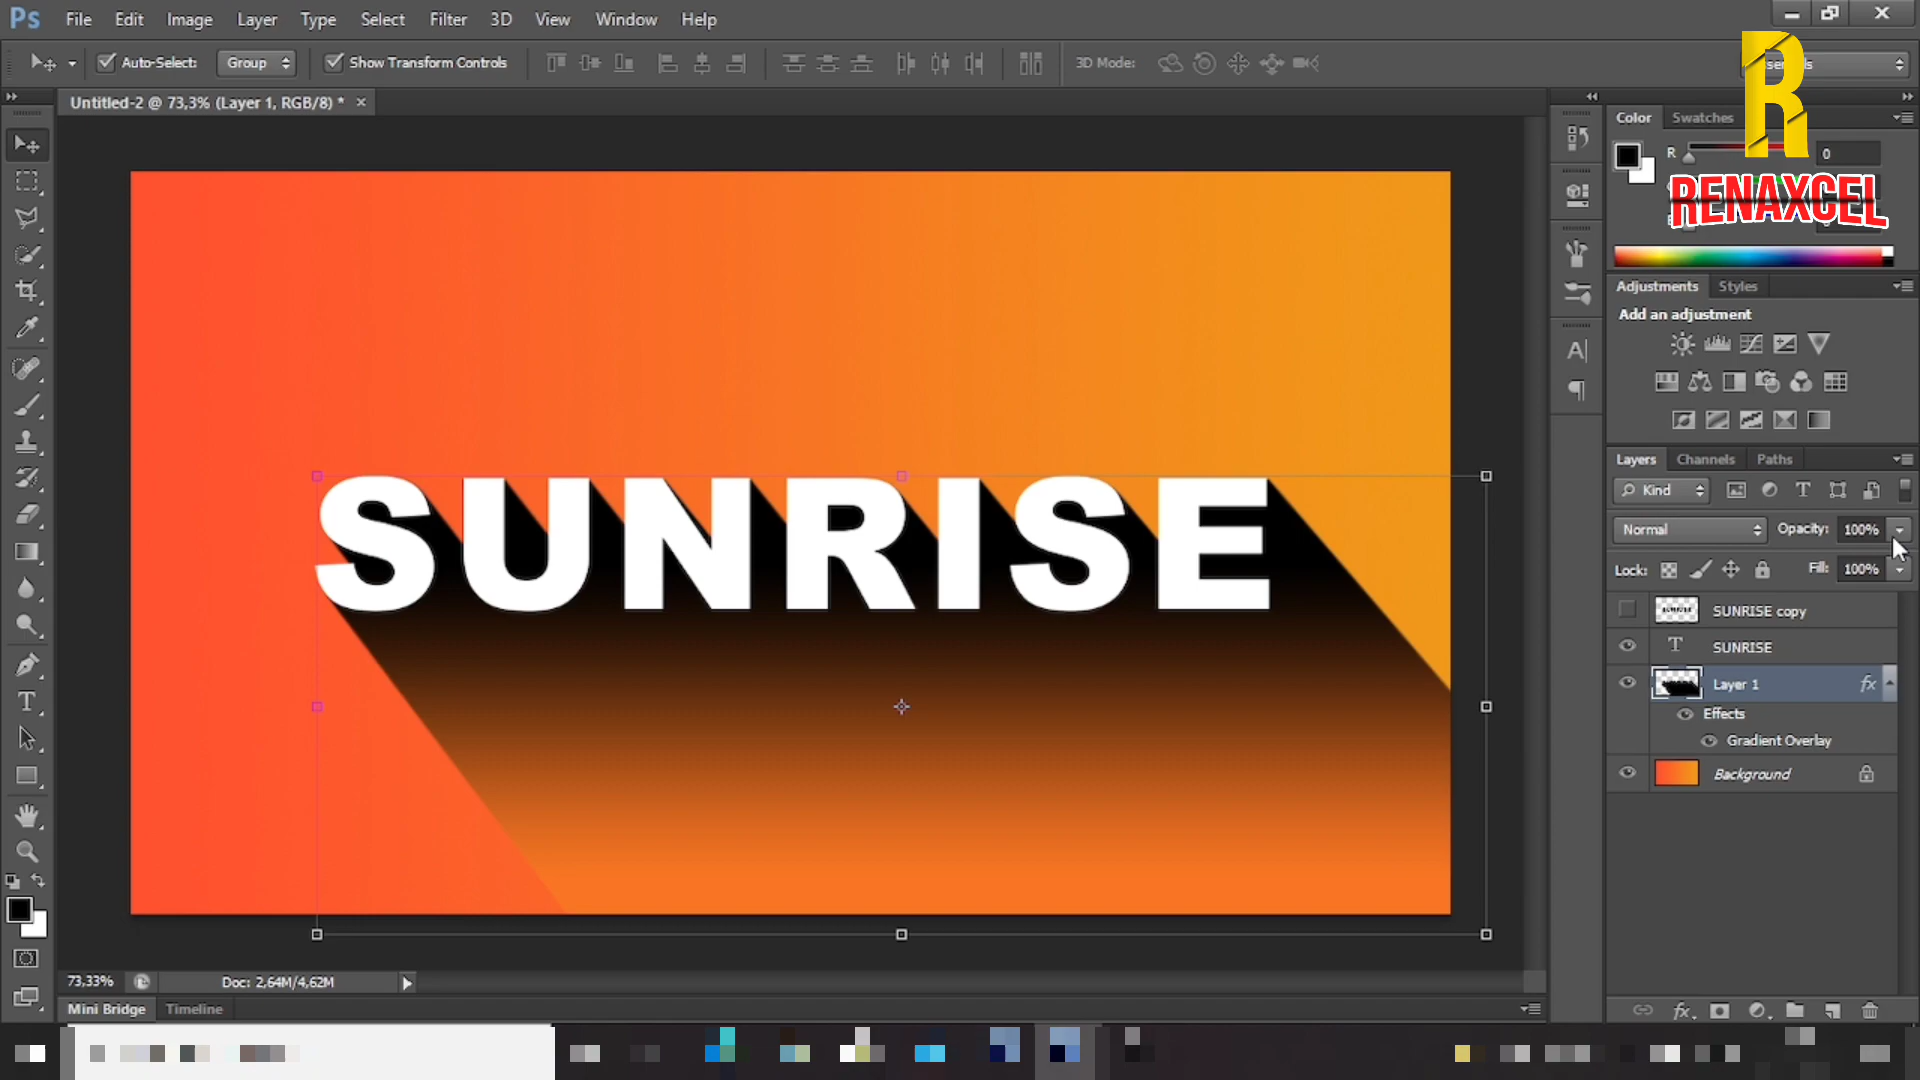 Ps File Edit Image Layer Type Select Filter 3D View Window Help
Auto-Select: Group Show Transform Controls 3D Mode:
Untitled-2 @ 73,3% (Layer 1, RGB/8) * ×
Color Swatches
R 0
R
RENAXCEL
Adjustments Styles
Add an adjustment
Layers Channels Paths
Kind
Normal Opacity: 100%
Lock: Fill: 100%
SUNRISE copy
SUNRISE
Layer 1 fx
Effects
Gradient Overlay
Background
SUNRISE
73,33% Doc: 2,64M/4,62M
Mini Bridge Timeline